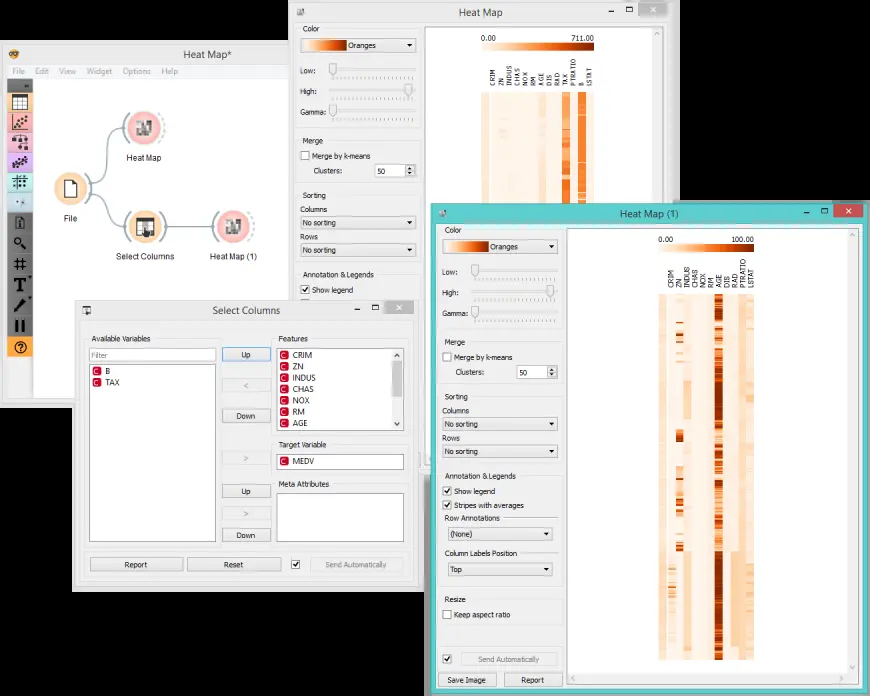 Heat Map*
File Edit View Widget Options Help
Heat Map
File
Select Columns
Heat Map (1)
Heat Map
Color
Oranges
Low:
High:
Gamma:
Merge
Merge by k-means
Clusters: 50
Sorting
Columns
No sorting
Rows
No sorting
Annotation & Legends
Show legend
0.00 711.00
CRIM
ZN
INDUS
CHAS
NOX
RM
AGE
DIS
RAD
TAX
PTRATIO
B
LSTAT
Select Columns
Available Variables
Filter
B
TAX
Up
<
Down
>
Up
>
Down
Features
CRIM
ZN
INDUS
CHAS
NOX
RM
AGE
Target Variable
MEDV
Meta Attributes
Report
Reset
Send Automatically
Heat Map (1)
Color
Oranges
Low:
High:
Gamma:
Merge
Merge by k-means
Clusters: 50
Sorting
Columns
No sorting
Rows
No sorting
Annotation & Legends
Show legend
Stripes with averages
Row Annotations
(None)
Column Labels Position
Top
Resize
Keep aspect ratio
Send Automatically
Save Image
Report
0.00 100.00
CRIM
ZN
INDUS
CHAS
NOX
RM
AGE
DIS
RAD
PTRATIO
LSTAT